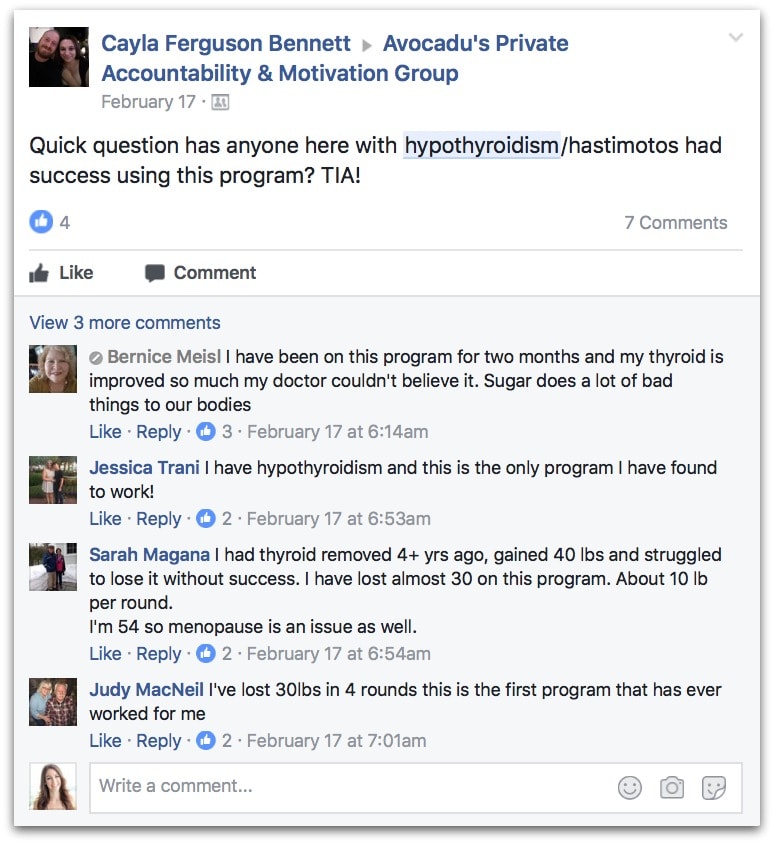 Cayla Ferguson Bennett ▸ Avocadu's Private
Accountability & Motivation Group
February 17 ·
Quick question has anyone here with hypothyroidism/hastimotos had
success using this program? TIA!
4
7 Comments
Like Comment
View 3 more comments
Bernice Meisl I have been on this program for two months and my thyroid is
improved so much my doctor couldn't believe it. Sugar does a lot of bad
things to our bodies
Like · Reply · 3 · February 17 at 6:14am
Jessica Trani I have hypothyroidism and this is the only program I have found
to work!
Like · Reply · 2 · February 17 at 6:53am
Sarah Magana I had thyroid removed 4+ yrs ago, gained 40 lbs and struggled
to lose it without success. I have lost almost 30 on this program. About 10 lb
per round.
I'm 54 so menopause is an issue as well.
Like · Reply · 2 · February 17 at 6:54am
Judy MacNeil I've lost 30lbs in 4 rounds this is the first program that has ever
worked for me
Like · Reply · 2 · February 17 at 7:01am
Write a comment...